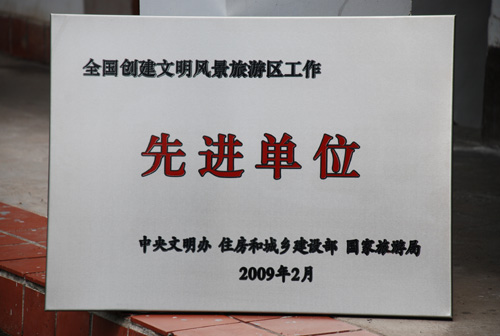 全国创建文明风景旅游区工作
先进单位
中央文明办 住房和城乡建设部 国家旅游局
2009年2月